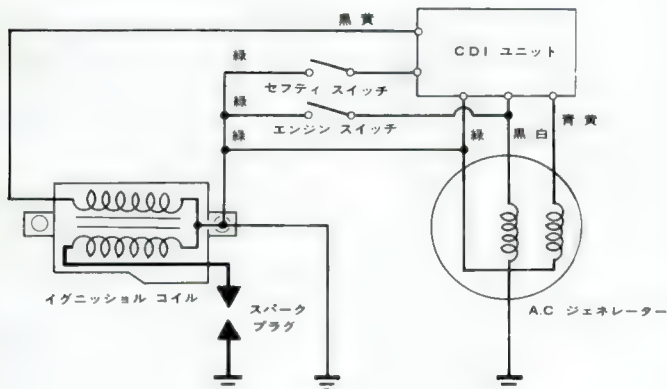 黒 黄
CDI ユニット
緑
セフティ スイッチ
緑
エンジン スイッチ
緑
緑
黒 白
青 黄
イグニッショル コイル
スパーク
プラグ
A.C ジェネレーター